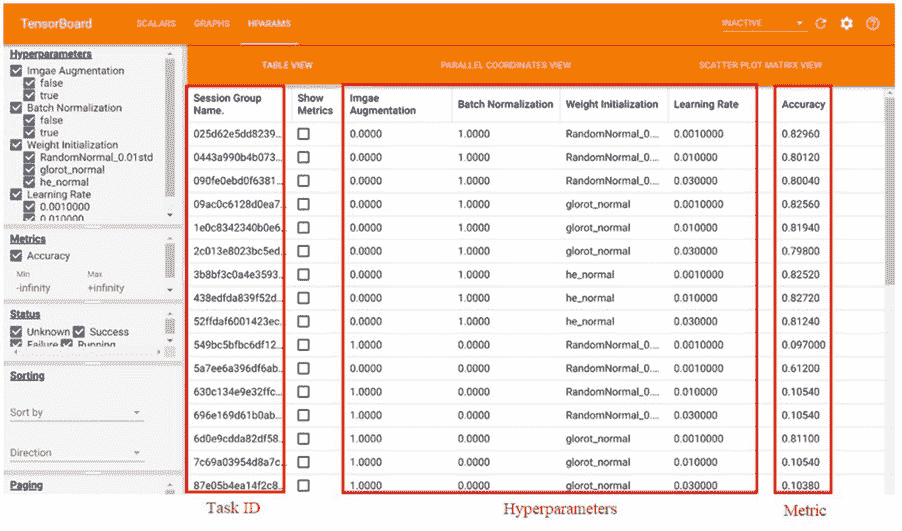 TensorBoard SCALARS GRAPHS HPARAMS INACTIVE
Hyperparameters
Imgae Augmentation
false
true
Batch Normalization
false
true
Weight Initialization
RandomNormal_0.01std
glorot_normal
he_normal
Learning Rate
0.0010000
0.010000
Metrics
Accuracy
Min Max
-infinity +infinity
Status
Unknown Success
Failure Running
Sorting
Sort by
Direction
Paging
TABLE VIEW PARALLEL COORDINATES VIEW SCATTER PLOT MATRIX VIEW
Session Group Name. Show Metrics Imgae Augmentation Batch Normalization Weight Initialization Learning Rate Accuracy
025d62e5dd8239... 0.0000 1.0000 RandomNormal_0.... 0.0010000 0.82960
0443a990b4b073... 0.0000 1.0000 RandomNormal_0.... 0.010000 0.80120
090fe0ebd0f6381... 0.0000 1.0000 RandomNormal_0.... 0.030000 0.80040
09ac0c6128d0ea7... 0.0000 1.0000 glorot_normal 0.0010000 0.82560
1e0c8342340b0e6... 0.0000 1.0000 glorot_normal 0.010000 0.81940
2c013e8023bc5ed... 0.0000 1.0000 glorot_normal 0.030000 0.79800
3b8bf3c0a4e3593... 0.0000 1.0000 he_normal 0.0010000 0.82520
438edfda839f52d... 0.0000 1.0000 he_normal 0.010000 0.82720
52ffdaf6001423ec... 0.0000 1.0000 he_normal 0.030000 0.81240
549bc5bfbc6df12... 1.0000 0.0000 RandomNormal_0.... 0.0010000 0.097000
5a7ee6a396df6ab... 1.0000 0.0000 RandomNormal_0.... 0.0010000 0.61200
630c134e9e32ffc... 1.0000 0.0000 RandomNormal_0.... 0.010000 0.10540
696e169d61b0ab... 1.0000 0.0000 RandomNormal_0.... 0.030000 0.10540
6d0e9cdda82df58... 1.0000 0.0000 glorot_normal 0.0010000 0.81100
7c69a03954d8a7c... 1.0000 0.0000 glorot_normal 0.010000 0.10540
87e05b4ea14f2c8... 1.0000 0.0000 glorot_normal 0.030000 0.10380
Task ID Hyperparameters Metric